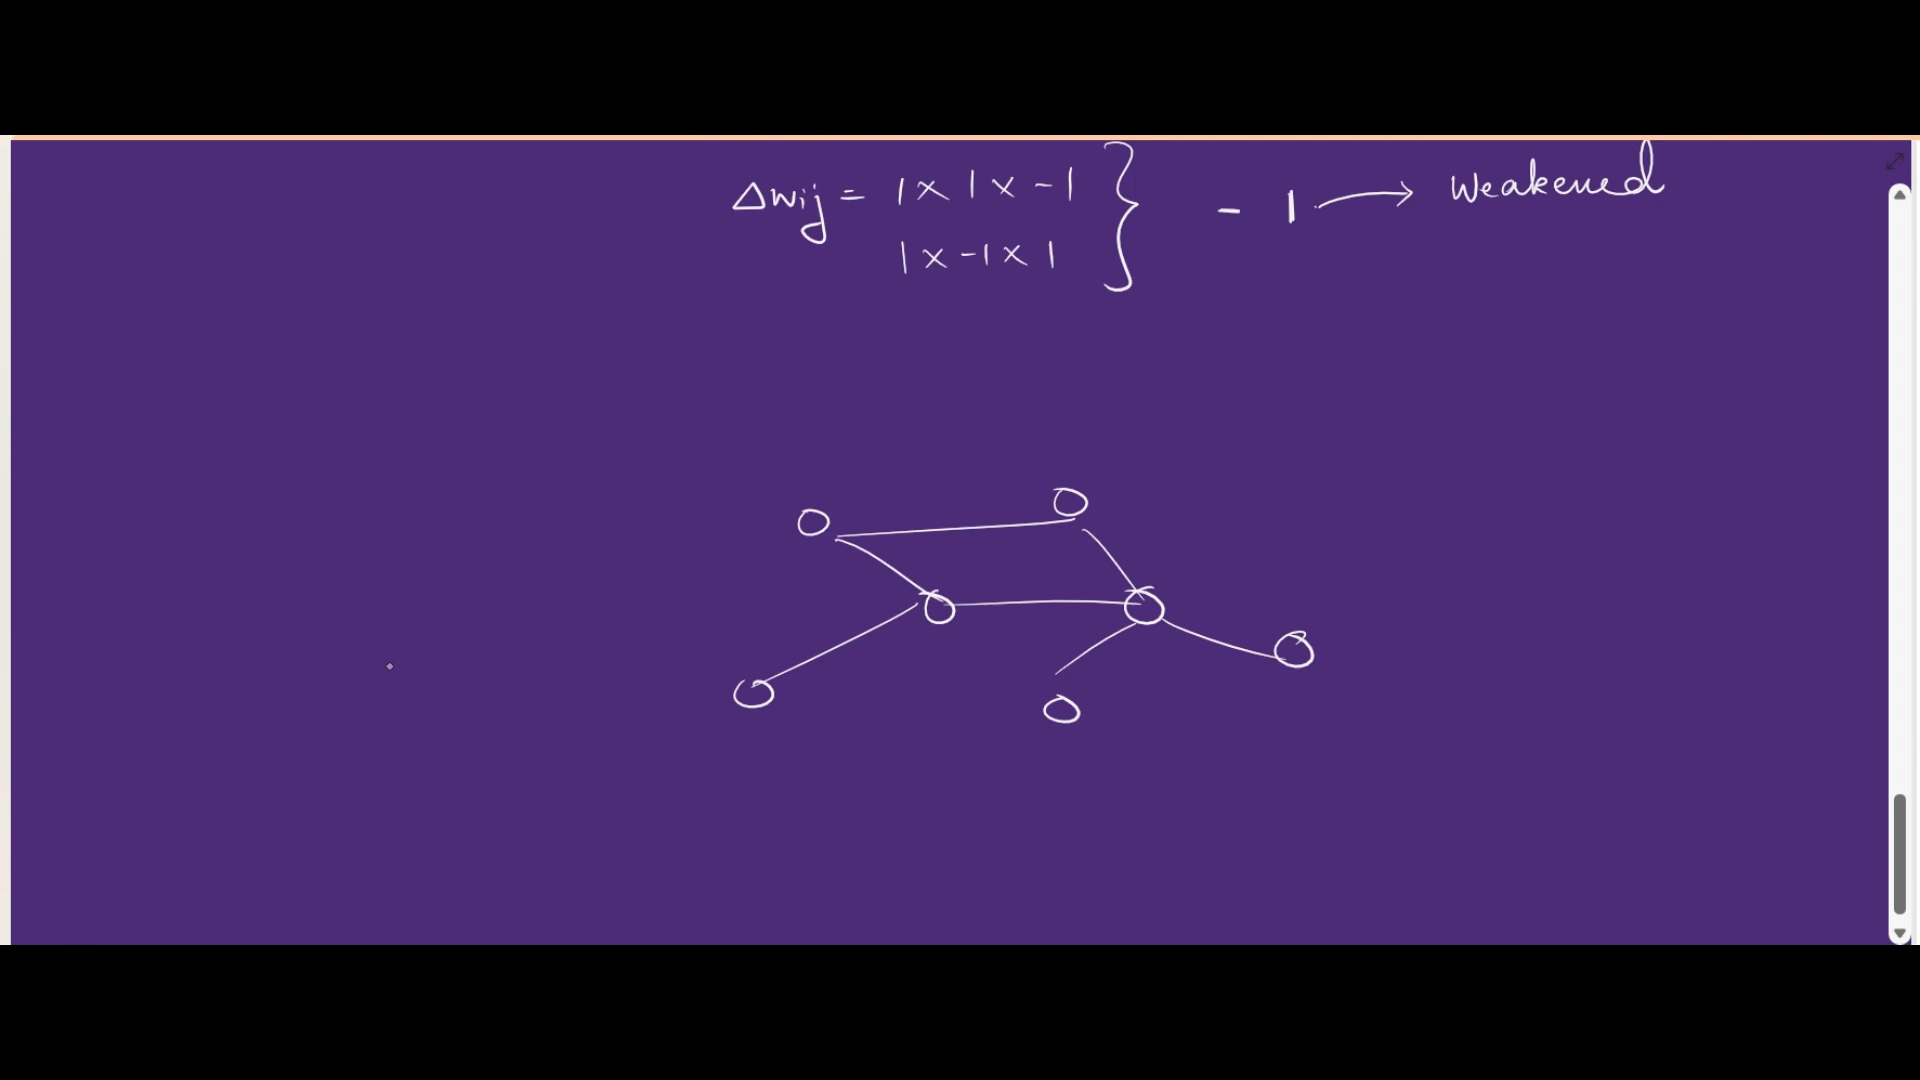 Δwij = 1 x 1 x -1 } - 1 → Weakened
1 x -1 x 1